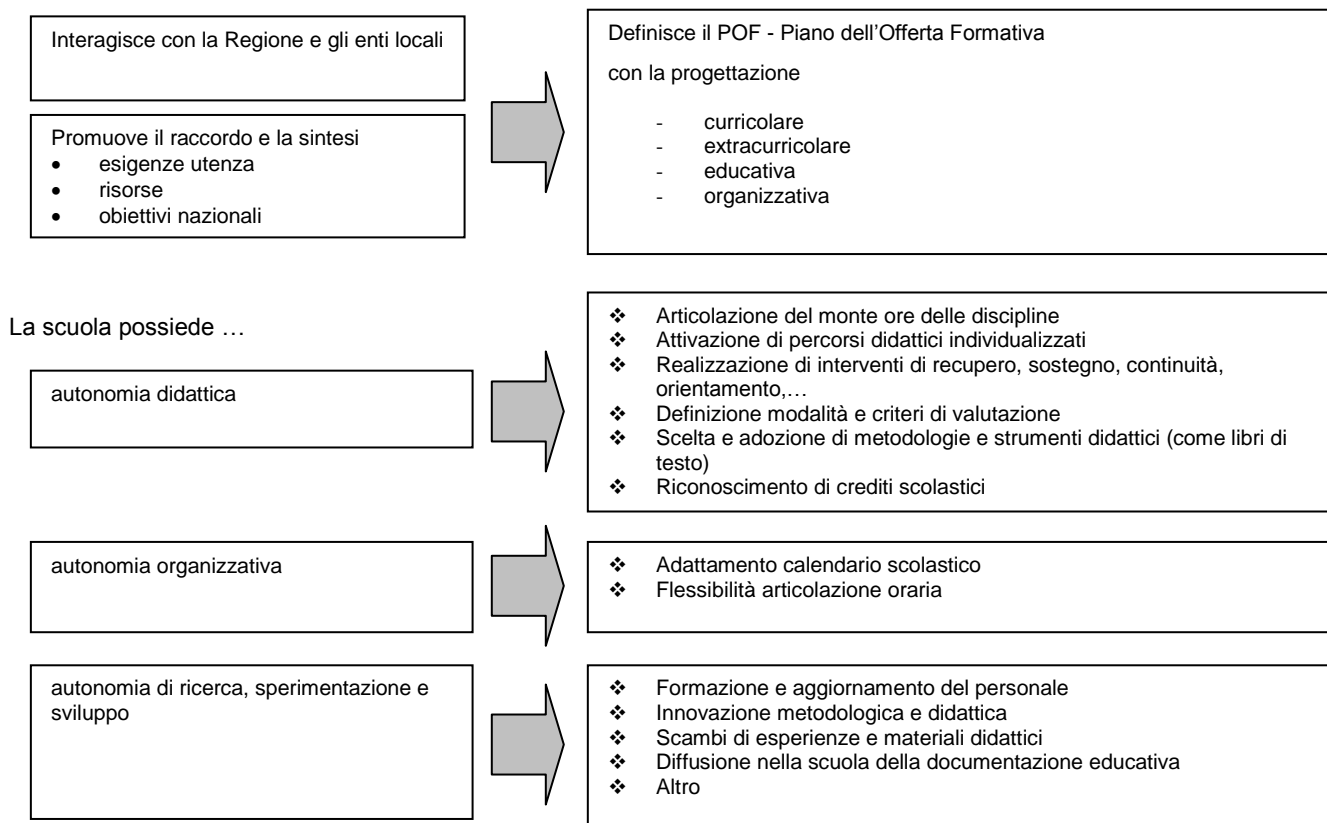 Interagisce con la Regione e gli enti locali
Promuove il raccordo e la sintesi
• esigenze utenza
• risorse
• obiettivi nazionali
Definisce il POF - Piano dell'Offerta Formativa
con la progettazione
- curricolare
- extracurricolare
- educativa
- organizzativa
La scuola possiede …
autonomia didattica
❖ Articolazione del monte ore delle discipline
❖ Attivazione di percorsi didattici individualizzati
❖ Realizzazione di interventi di recupero, sostegno, continuità,
orientamento,…
❖ Definizione modalità e criteri di valutazione
❖ Scelta e adozione di metodologie e strumenti didattici (come libri di
testo)
❖ Riconoscimento di crediti scolastici
autonomia organizzativa
❖ Adattamento calendario scolastico
❖ Flessibilità articolazione oraria
autonomia di ricerca, sperimentazione e
sviluppo
❖ Formazione e aggiornamento del personale
❖ Innovazione metodologica e didattica
❖ Scambi di esperienze e materiali didattici
❖ Diffusione nella scuola della documentazione educativa
❖ Altro